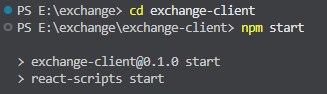 PS E:\exchange> cd exchange-client
PS E:\exchange\exchange-client> npm start
> exchange-client@0.1.0 start
> react-scripts start